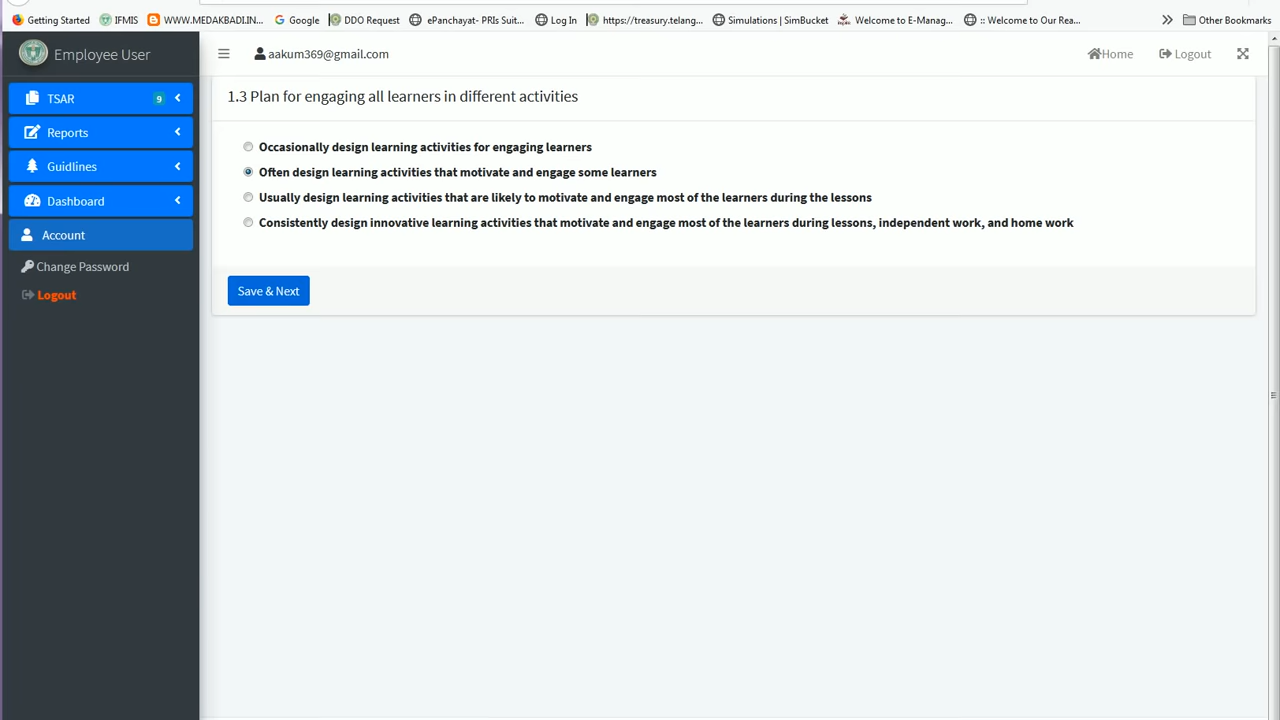 Getting Started IFMIS WWW.MEDAKBADI.IN... Google DDO Request ePanchayat- PRIs Suit... Log In https://treasury.telang... Simulations | SimBucket Welcome to E-Manag... :: Welcome to Our Rea... Other Bookmarks
Employee User aakum369@gmail.com Home Logout
TSAR 9
Reports
Guidlines
Dashboard
Account
Change Password
Logout
1.3 Plan for engaging all learners in different activities
Occasionally design learning activities for engaging learners
Often design learning activities that motivate and engage some learners
Usually design learning activities that are likely to motivate and engage most of the learners during the lessons
Consistently design innovative learning activities that motivate and engage most of the learners during lessons, independent work, and home work
Save & Next